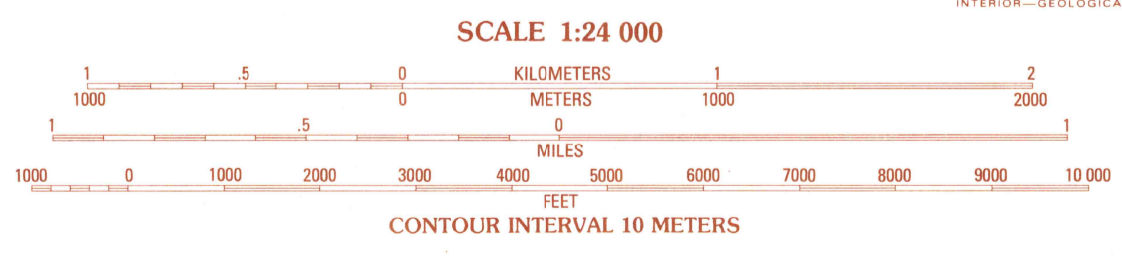 INTERIOR—GEOLOGICA
SCALE 1:24 000
1 .5 0 KILOMETERS 1 2
1000 0 METERS 1000 2000
1 .5 0 1
MILES
1000 0 1000 2000 3000 4000 5000 6000 7000 8000 9000 10 000
FEET
CONTOUR INTERVAL 10 METERS